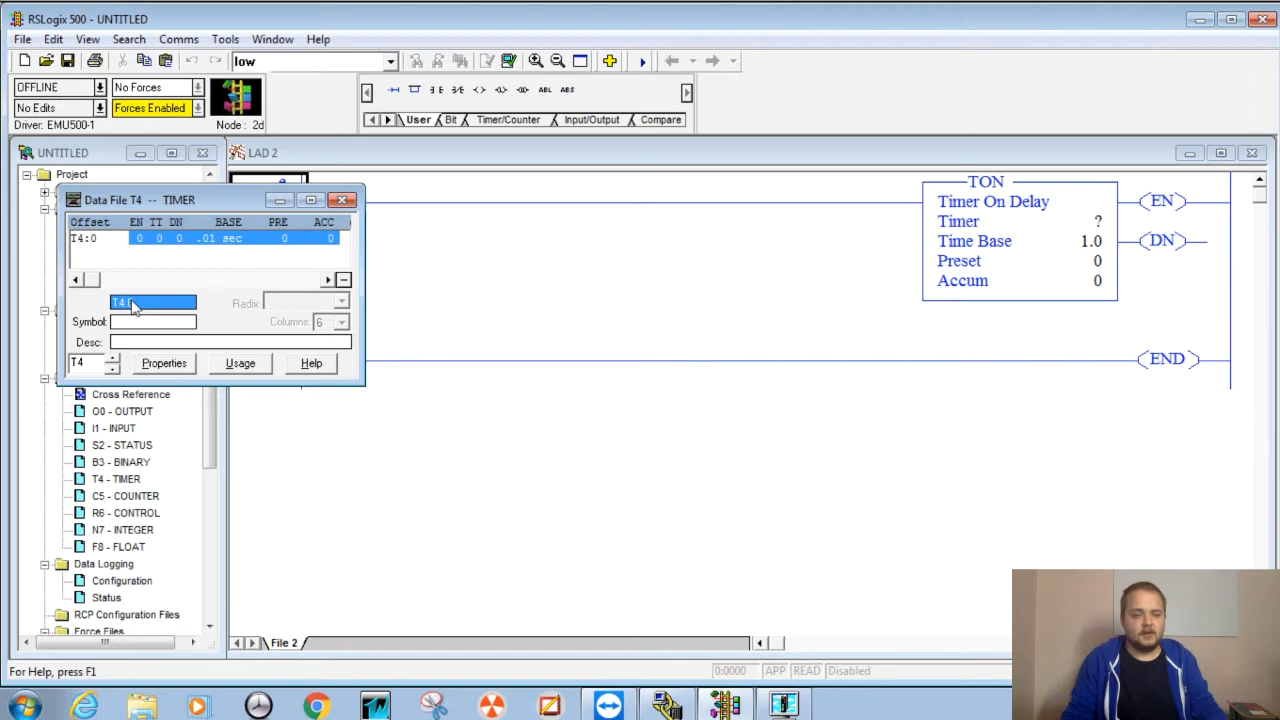 RSLogix 500 - UNTITLED
File Edit View Search Comms Tools Window Help
low
OFFLINE No Forces
No Edits Forces Enabled
Driver: EMU500-1 Node : 2d
ABL ABS
User Bit Timer/Counter Input/Output Compare
UNTITLED
LAD 2
Project
Data File T4 -- TIMER
Offset EN TT DN BASE PRE ACC
T4:0 0 0 0 .01 sec 0 0
T4:0 Radix:
Symbol: Columns: 6
Desc:
T4 Properties Usage Help
TON
Timer On Delay
Timer ?
Time Base 1.0
Preset 0
Accum 0
EN
DN
END
Cross Reference
O0 - OUTPUT
I1 - INPUT
S2 - STATUS
B3 - BINARY
T4 - TIMER
C5 - COUNTER
R6 - CONTROL
N7 - INTEGER
F8 - FLOAT
Data Logging
Configuration
Status
RCP Configuration Files
Force Files
File 2
For Help, press F1
0:0000 APP READ Disabled